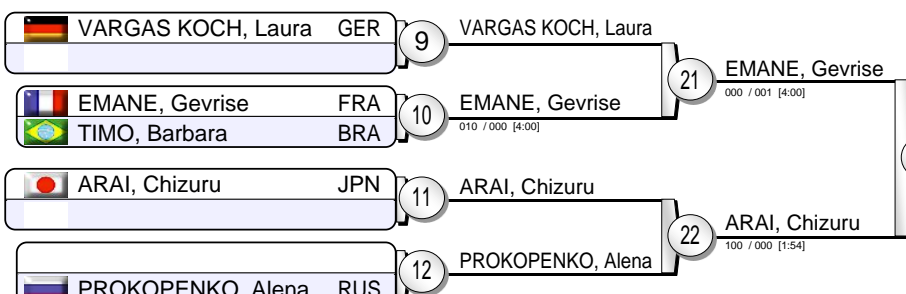 VARGAS KOCH, Laura GER
9
VARGAS KOCH, Laura
21
EMANE, Gevrise
000 / 001 [4:00]
EMANE, Gevrise FRA
TIMO, Barbara BRA
10
EMANE, Gevrise
010 / 000 [4:00]
ARAI, Chizuru JPN
11
ARAI, Chizuru
22
ARAI, Chizuru
100 / 000 [1:54]
12
PROKOPENKO, Alena
PROKOPENKO, Alena RUS